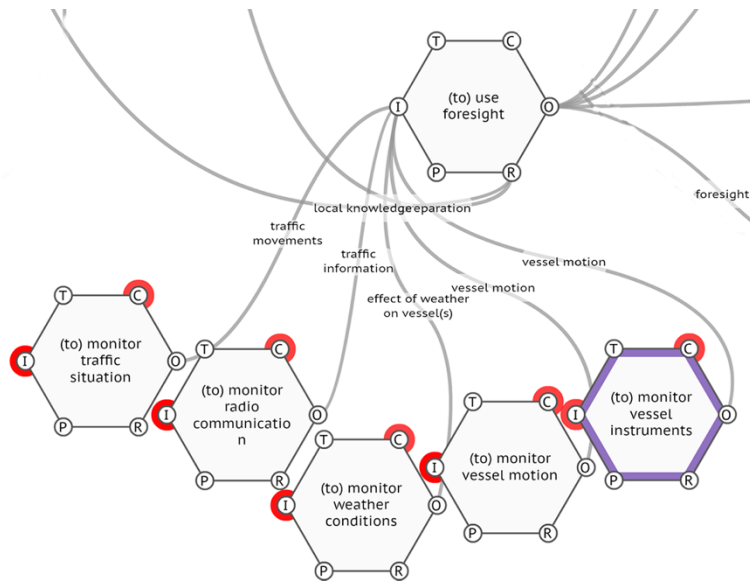 T C
(to) use
I O
foresight
P R
local knowledge eparation
foresight
traffic
movements
traffic
information
vessel motion
vessel motion
effect of weather
on vessel(s)
T C
(to) monitor
I traffic O
situation
P R
T C
(to) monitor
I radio O
communicatio
n
P R
T C
(to) monitor
I weather O
conditions
P R
T C
I (to) monitor O
vessel motion
P R
T C
(to) monitor
I vessel O
instruments
P R